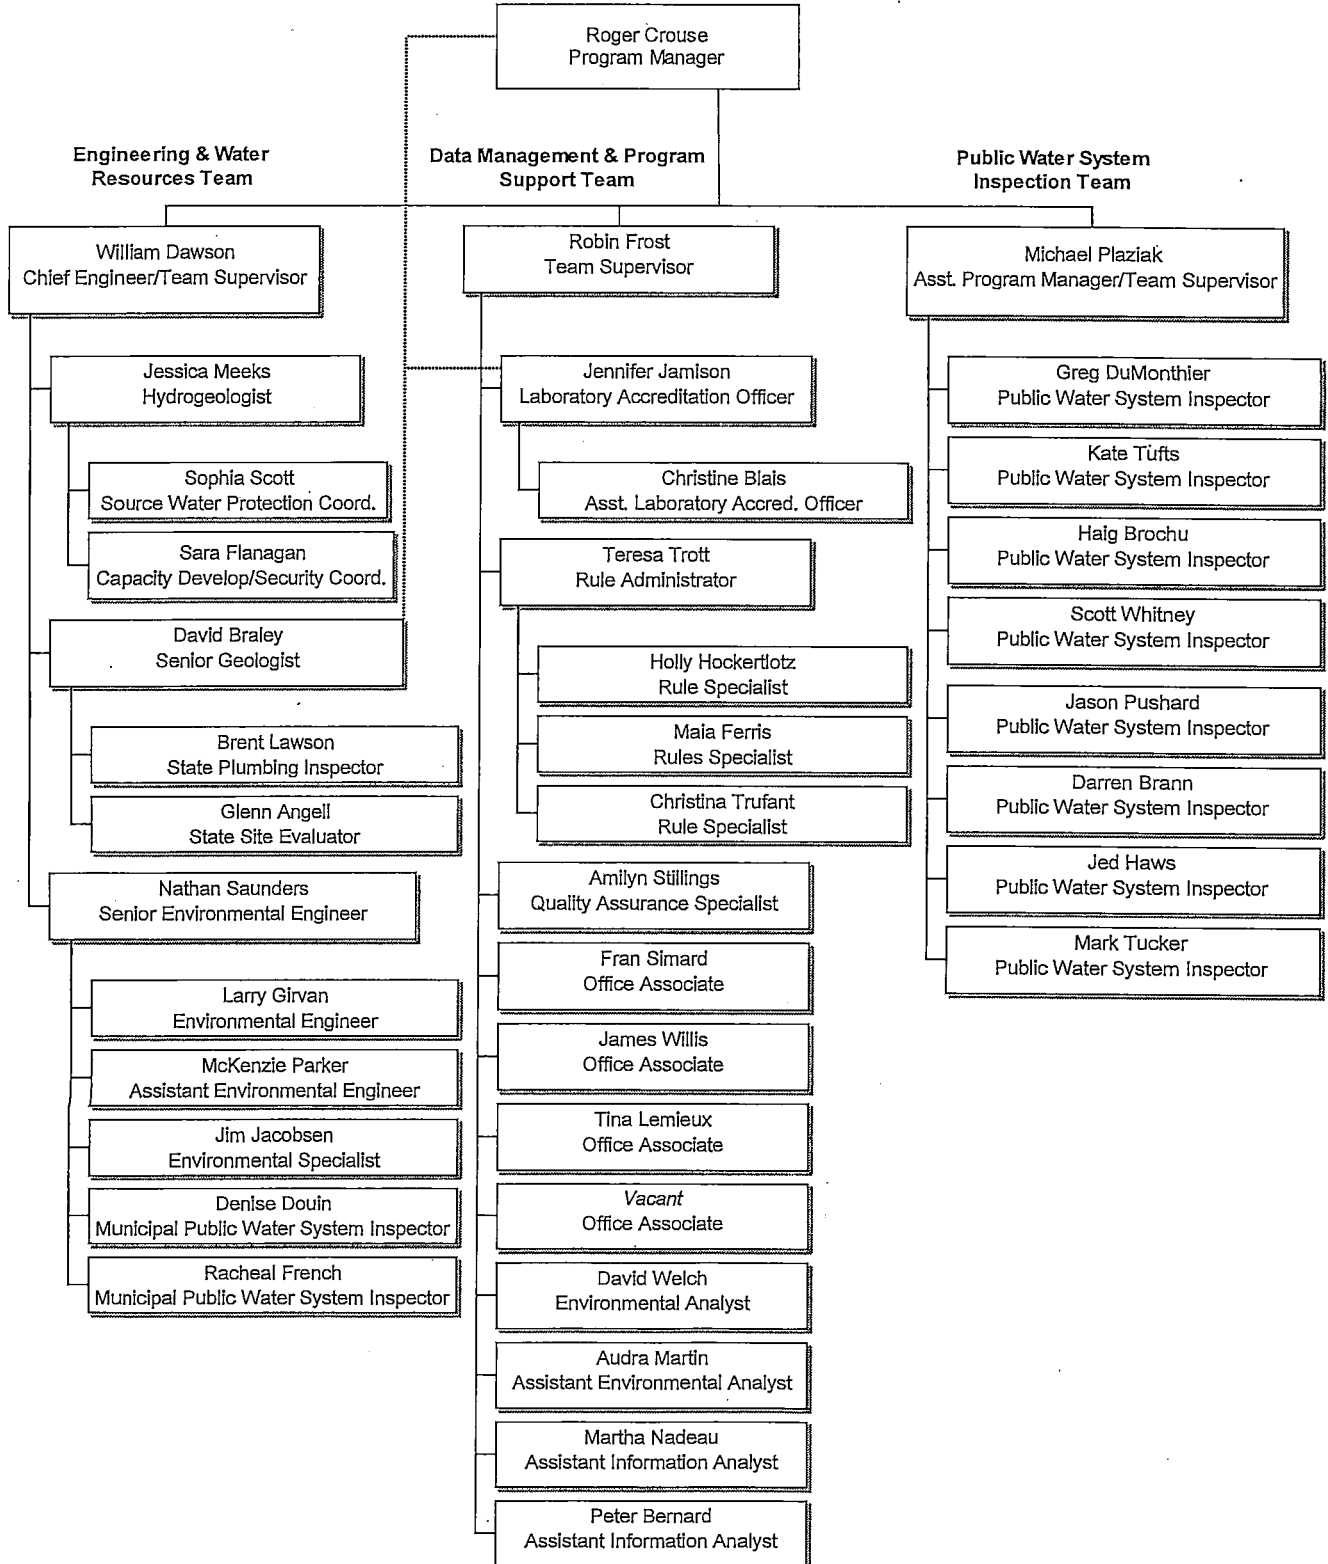 Roger Crouse
Program Manager
Engineering & Water
Resources Team
Data Management & Program
Support Team
Public Water System
Inspection Team
William Dawson
Chief Engineer/Team Supervisor
Jessica Meeks
Hydrogeologist
Sophia Scott
Source Water Protection Coord.
Sara Flanagan
Capacity Develop/Security Coord.
David Braley
Senior Geologist
Brent Lawson
State Plumbing Inspector
Glenn Angell
State Site Evaluator
Nathan Saunders
Senior Environmental Engineer
Larry Girvan
Environmental Engineer
McKenzie Parker
Assistant Environmental Engineer
Jim Jacobsen
Environmental Specialist
Denise Douin
Municipal Public Water System Inspector
Racheal French
Municipal Public Water System Inspector
Robin Frost
Team Supervisor
Jennifer Jamison
Laboratory Accreditation Officer
Christine Blais
Asst. Laboratory Accred. Officer
Teresa Trott
Rule Administrator
Holly Hockertlotz
Rule Specialist
Maia Ferris
Rules Specialist
Christina Trufant
Rule Specialist
Amilyn Stillings
Quality Assurance Specialist
Fran Simard
Office Associate
James Willis
Office Associate
Tina Lemieux
Office Associate
Vacant
Office Associate
David Welch
Environmental Analyst
Audra Martin
Assistant Environmental Analyst
Martha Nadeau
Assistant Information Analyst
Peter Bernard
Assistant Information Analyst
Michael Plaziak
Asst. Program Manager/Team Supervisor
Greg DuMonthier
Public Water System Inspector
Kate Tufts
Public Water System Inspector
Haig Brochu
Public Water System Inspector
Scott Whitney
Public Water System Inspector
Jason Pushard
Public Water System Inspector
Darren Brann
Public Water System Inspector
Jed Haws
Public Water System Inspector
Mark Tucker
Public Water System Inspector